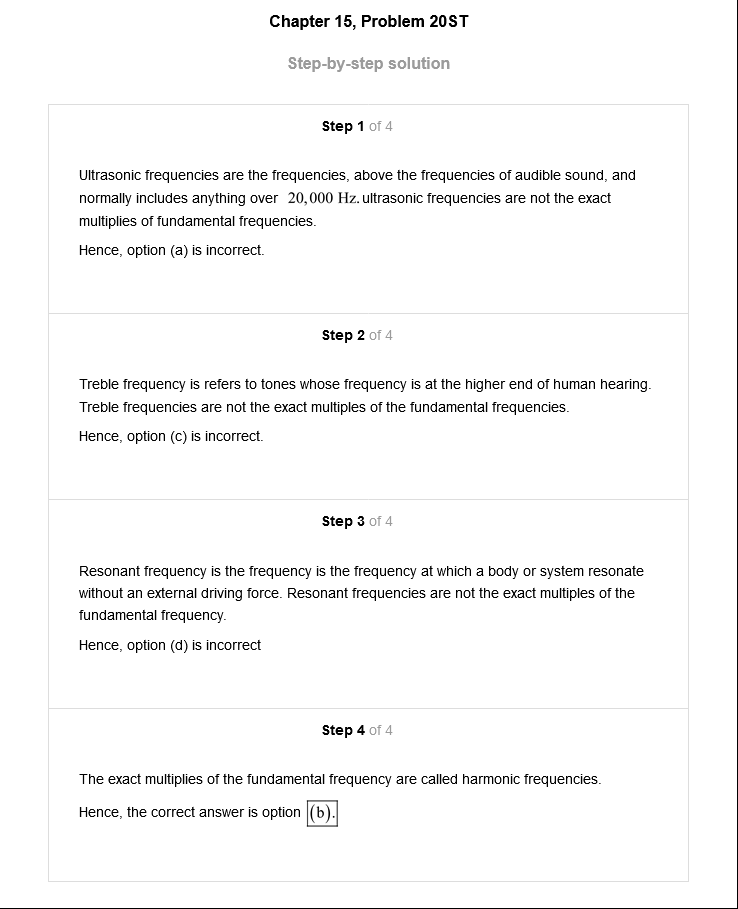 Chapter 15, Problem 20ST
Step-by-step solution
Step 1 of 4
Ultrasonic frequencies are the frequencies, above the frequencies of audible sound, and
normally includes anything over 20,000 Hz. ultrasonic frequencies are not the exact
multiplies of fundamental frequencies.
Hence, option (a) is incorrect.
Step 2 of 4
Treble frequency is refers to tones whose frequency is at the higher end of human hearing.
Treble frequencies are not the exact multiples of the fundamental frequencies.
Hence, option (c) is incorrect.
Step 3 of 4
Resonant frequency is the frequency is the frequency at which a body or system resonate
without an external driving force. Resonant frequencies are not the exact multiples of the
fundamental frequency.
Hence, option (d) is incorrect
Step 4 of 4
The exact multiplies of the fundamental frequency are called harmonic frequencies.
Hence, the correct answer is option (b).